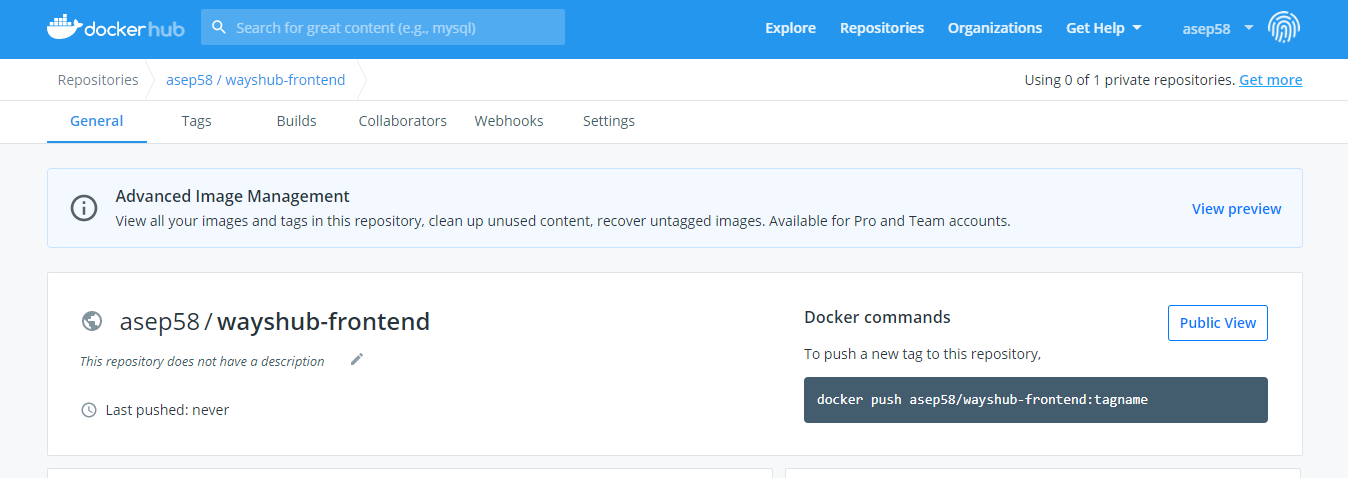 dockerhub
Search for great content (e.g., mysql)
Explore
Repositories
Organizations
Get Help
asep58
Repositories
asep58 / wayshub-frontend
Using 0 of 1 private repositories. Get more
General
Tags
Builds
Collaborators
Webhooks
Settings
Advanced Image Management
View all your images and tags in this repository, clean up unused content, recover untagged images. Available for Pro and Team accounts.
View preview
asep58 / wayshub-frontend
This repository does not have a description
Last pushed: never
Docker commands
Public View
To push a new tag to this repository,
docker push asep58/wayshub-frontend:tagname